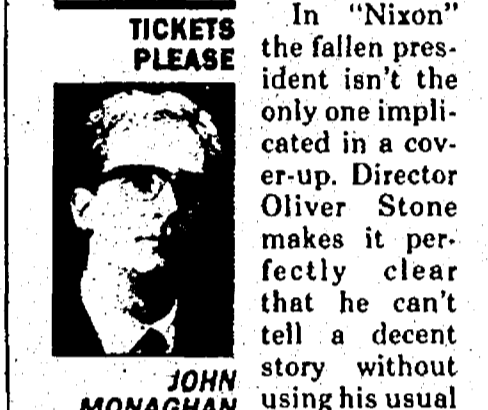 TICKETS
PLEASE
JOHN
MONAGHAN
In "Nixon"
the fallen pres-
ident isn't the
only one impli-
cated in a cov-
er-up. Director
Oliver Stone
makes it per-
fectly clear
that he can't
tell a decent
story without
using his usual